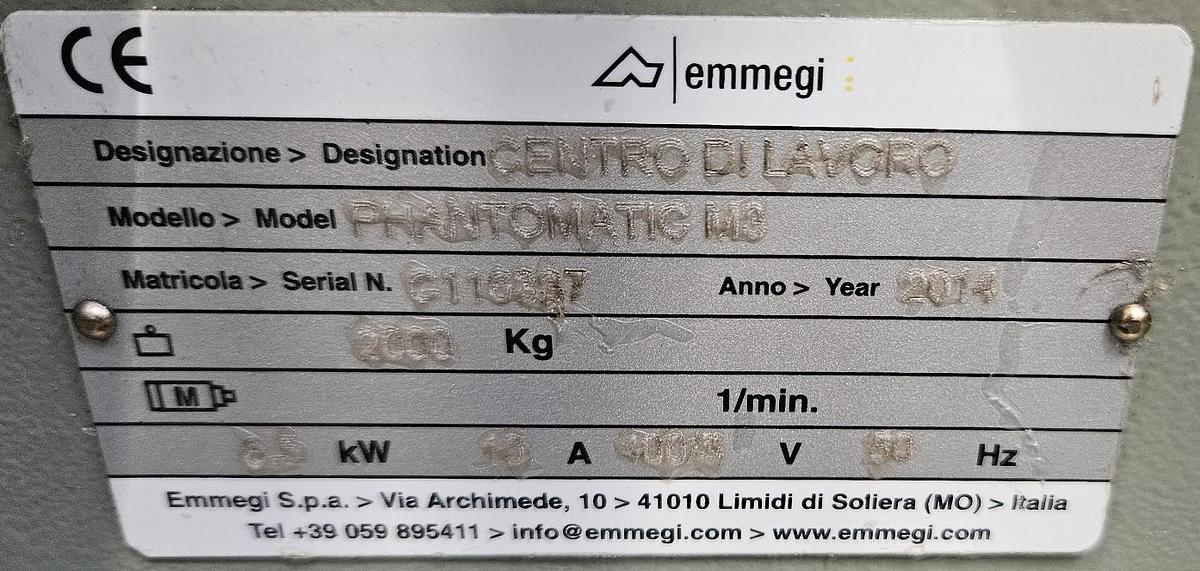 CE emmegi
Designazione > Designation CENTRO DI LAVORO
Modello > Model PHANTOMATIC M3
Matricola > Serial N. Anno > Year 2014
2000 Kg
M 1/min.
kW A V 50 Hz
Emmegi S.p.a. > Via Archimede, 10 > 41010 Limidi di Soliera (MO) > Italia
Tel +39 059 895411 > info@emmegi.com > www.emmegi.com